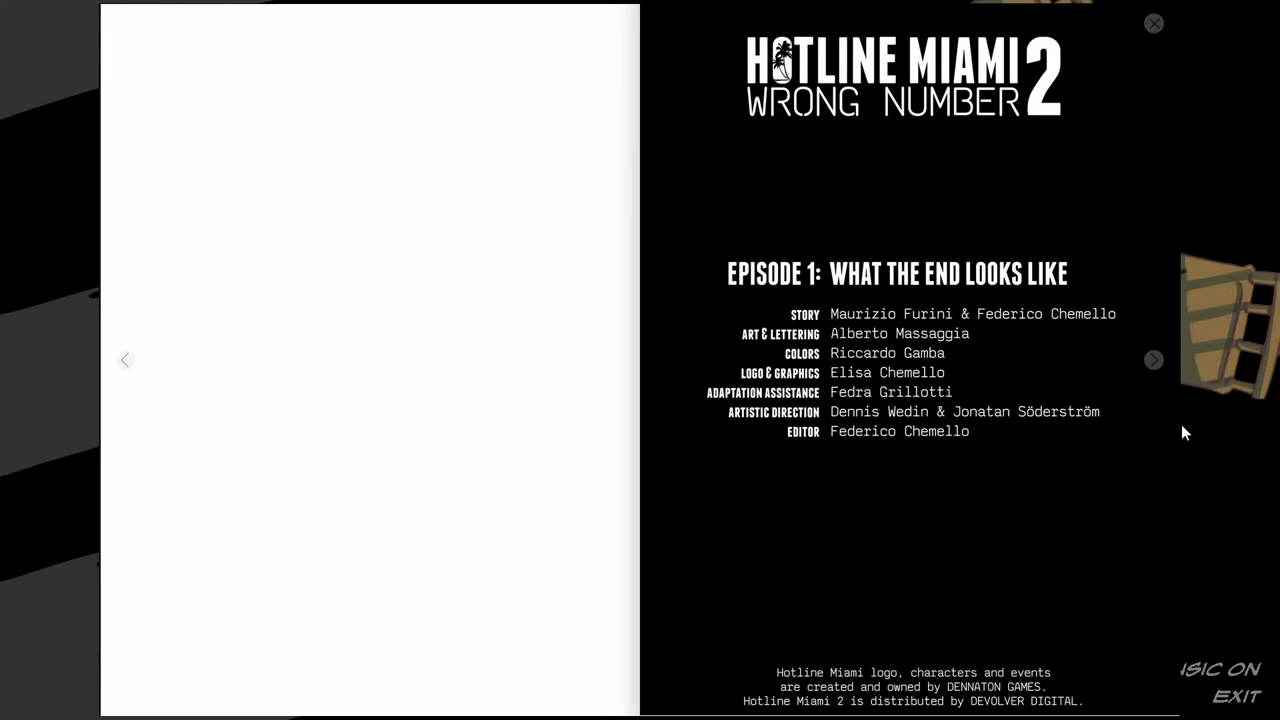 HOTLINE MIAMI 2
WRONG NUMBER
EPISODE 1: WHAT THE END LOOKS LIKE
STORY Maurizio Furini & Federico Chemello
ART & LETTERING Alberto Massaggia
COLORS Riccardo Gamba
LOGO & GRAPHICS Elisa Chemello
ADAPTATION ASSISTANCE Fedra Grillotti
ARTISTIC DIRECTION Dennis Wedin & Jonatan Söderström
EDITOR Federico Chemello
Hotline Miami logo, characters and events
are created and owned by DENNATON GAMES.
Hotline Miami 2 is distributed by DEVOLVER DIGITAL.
ON
EXIT